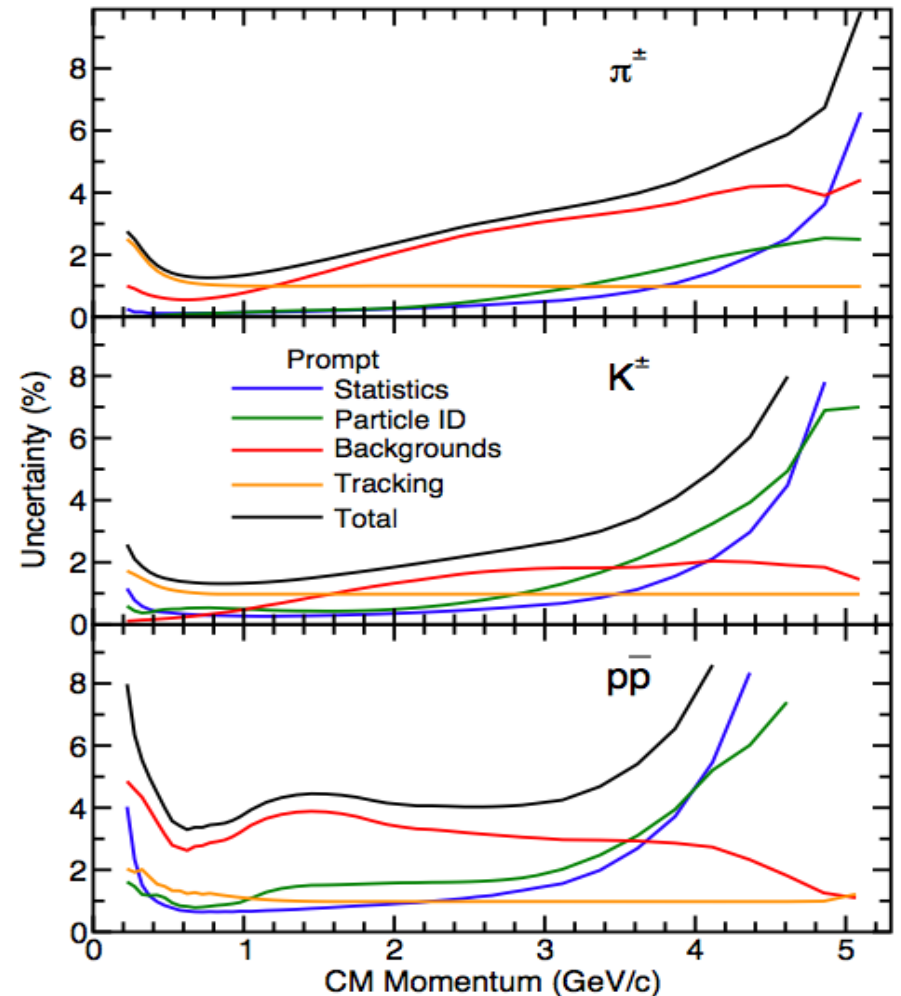 8
π±
6
4
2
0
Uncertainty (%)
8
K±
Prompt
Statistics
6
Particle ID
Backgrounds
4
Tracking
Total
2
0
8
pp̅
6
4
2
0
0 1 2 3 4 5
CM Momentum (GeV/c)